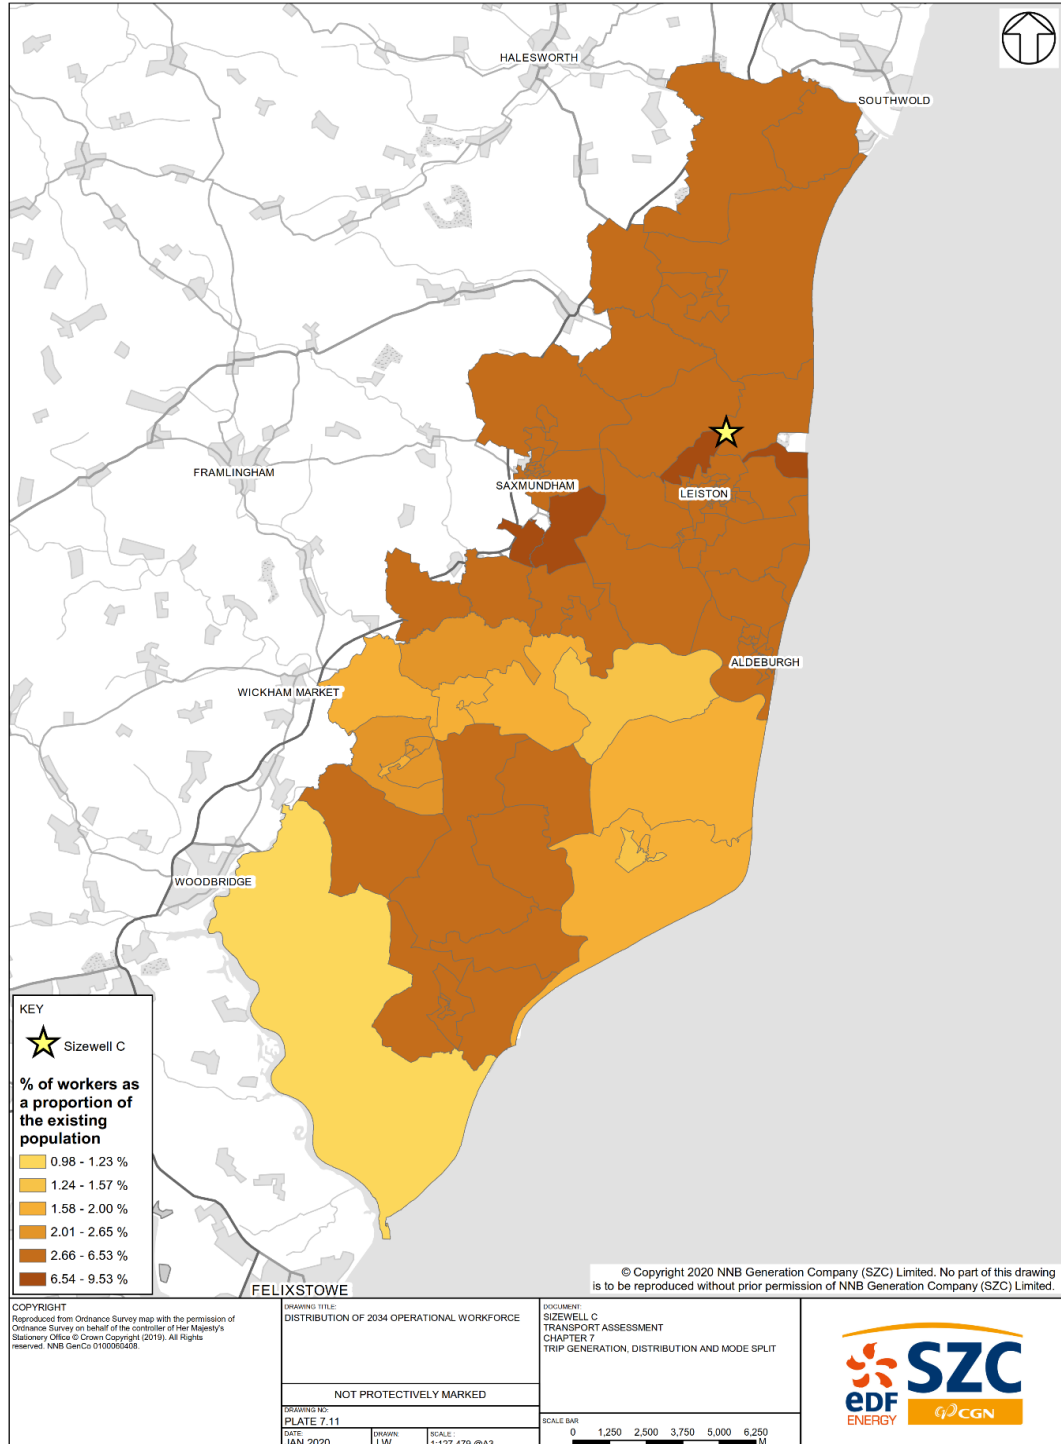 HALESWORTH
SOUTHWOLD
FRAMLINGHAM
SAXMUNDHAM
LEISTON
ALDEBURGH
WICKHAM MARKET
WOODBRIDGE
FELIXSTOWE
KEY
Sizewell C
% of workers as
a proportion of
the existing
population
0.98 - 1.23 %
1.24 - 1.57 %
1.58 - 2.00 %
2.01 - 2.65 %
2.66 - 6.53 %
6.54 - 9.53 %
© Copyright 2020 NNB Generation Company (SZC) Limited. No part of this drawing
is to be reproduced without prior permission of NNB Generation Company (SZC) Limited.
COPYRIGHT
Reproduced from Ordnance Survey map with the permission of
Ordnance Survey on behalf of the controller of Her Majesty's
Stationery Office © Crown Copyright (2019). All Rights
reserved. NNB GenCo 0100060408.
DRAWING TITLE:
DISTRIBUTION OF 2034 OPERATIONAL WORKFORCE
NOT PROTECTIVELY MARKED
DRAWING NO:
PLATE 7.11
DATE: DRAWN: SCALE :
JAN 2020 LW 1:127,479 @A3
DOCUMENT:
SIZEWELL C
TRANSPORT ASSESSMENT
CHAPTER 7
TRIP GENERATION, DISTRIBUTION AND MODE SPLIT
SCALE BAR
0 1,250 2,500 3,750 5,000 6,250
M
eDF
ENERGY
SZC
CGN